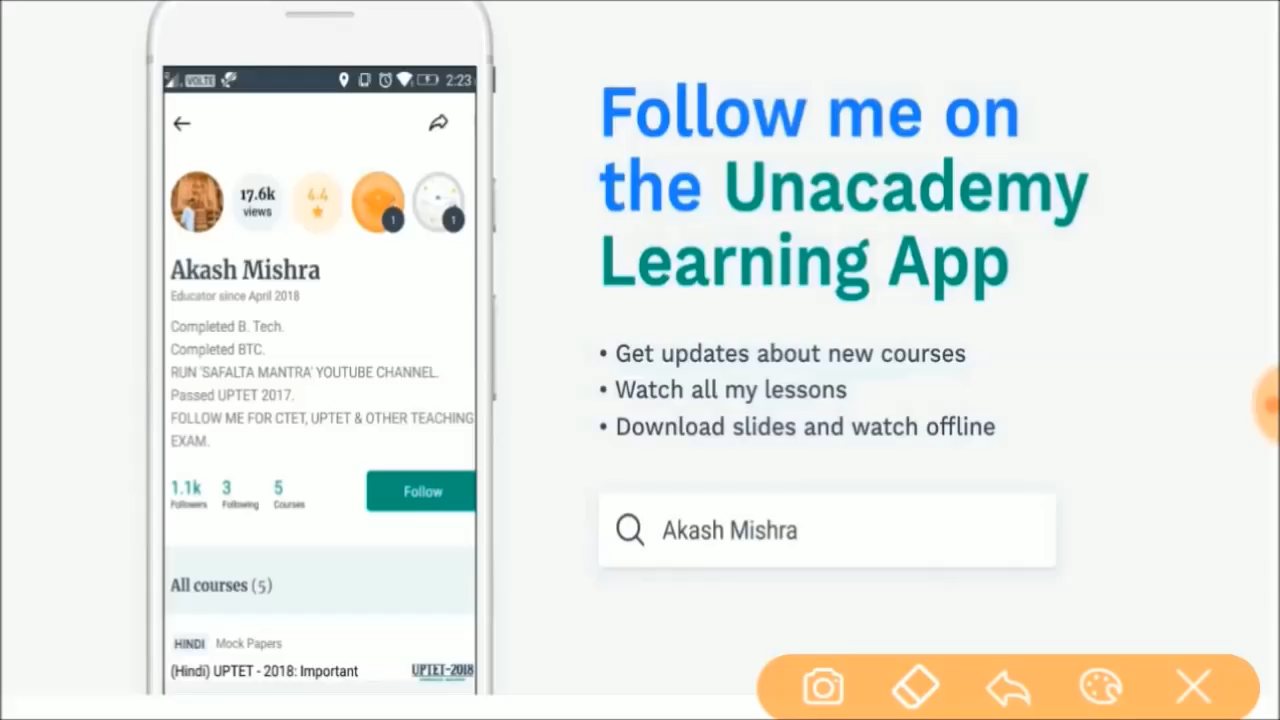 VOLTE 2:23
17.6k
views
4.4
1
1
Akash Mishra
Educator since April 2018
Completed B. Tech.
Completed BTC.
RUN 'SAFALTA MANTRA' YOUTUBE CHANNEL.
Passed UPTET 2017.
FOLLOW ME FOR CTET, UPTET & OTHER TEACHING
EXAM.
1.1k 3 5
Followers Following Courses
Follow
All courses (5)
HINDI Mock Papers
(Hindi) UPTET - 2018: Important
UPTET-2018
Follow me on
the Unacademy
Learning App
• Get updates about new courses
• Watch all my lessons
• Download slides and watch offline
Akash Mishra